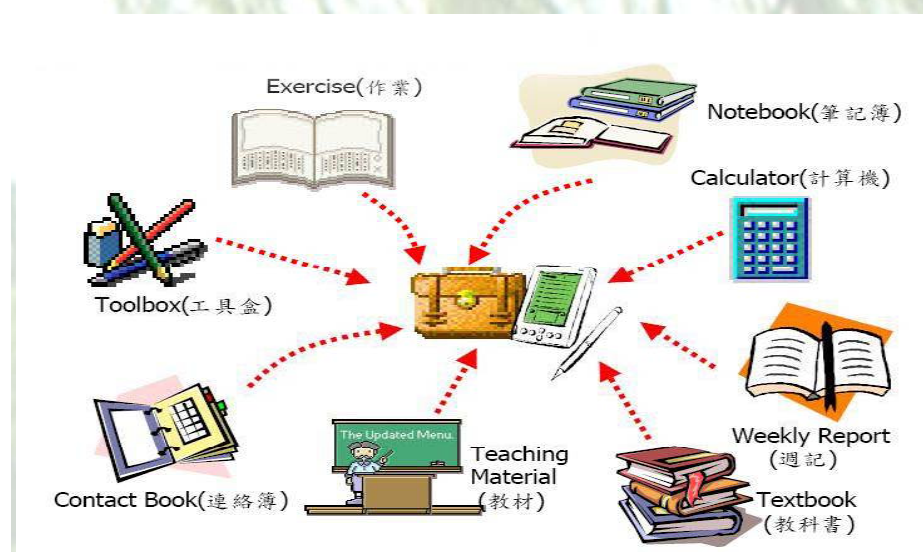 Exercise(作業)
Notebook(筆記簿)
Calculator(計算機)
Toolbox(工具盒)
The Updated Menu.
Weekly Report
(週記)
Teaching
Material
(教材)
Contact Book(連絡簿)
Textbook
(教科書)